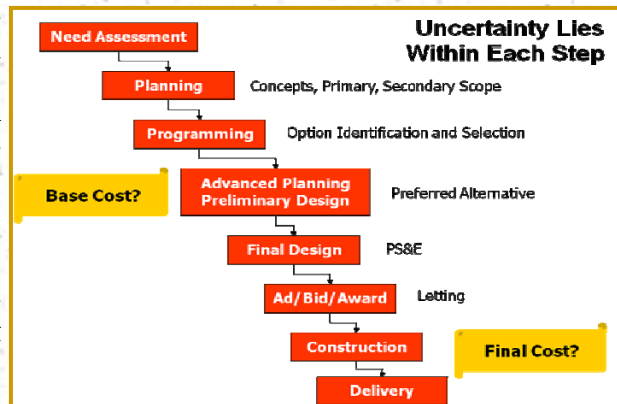 Uncertainty Lies
Within Each Step
Need Assessment
Planning
Concepts, Primary, Secondary Scope
Programming
Option Identification and Selection
Base Cost?
Advanced Planning
Preliminary Design
Preferred Alternative
Final Design
PS&E
Ad/Bid/Award
Letting
Construction
Final Cost?
Delivery